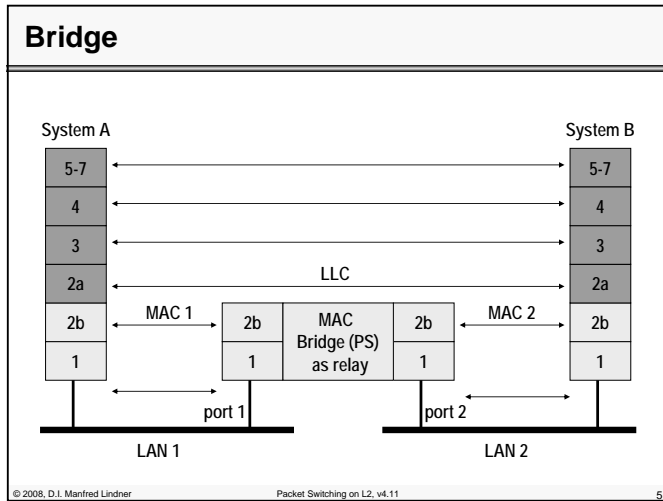 Bridge
System A
System B
5-7
5-7
4
4
3
3
LLC
2a
2a
MAC 1
MAC 2
2b
2b
MAC
Bridge (PS)
as relay
2b
2b
1
1
1
1
port 1
port 2
LAN 1
LAN 2
© 2008, D.I. Manfred Lindner
Packet Switching on L2, v4.11
5